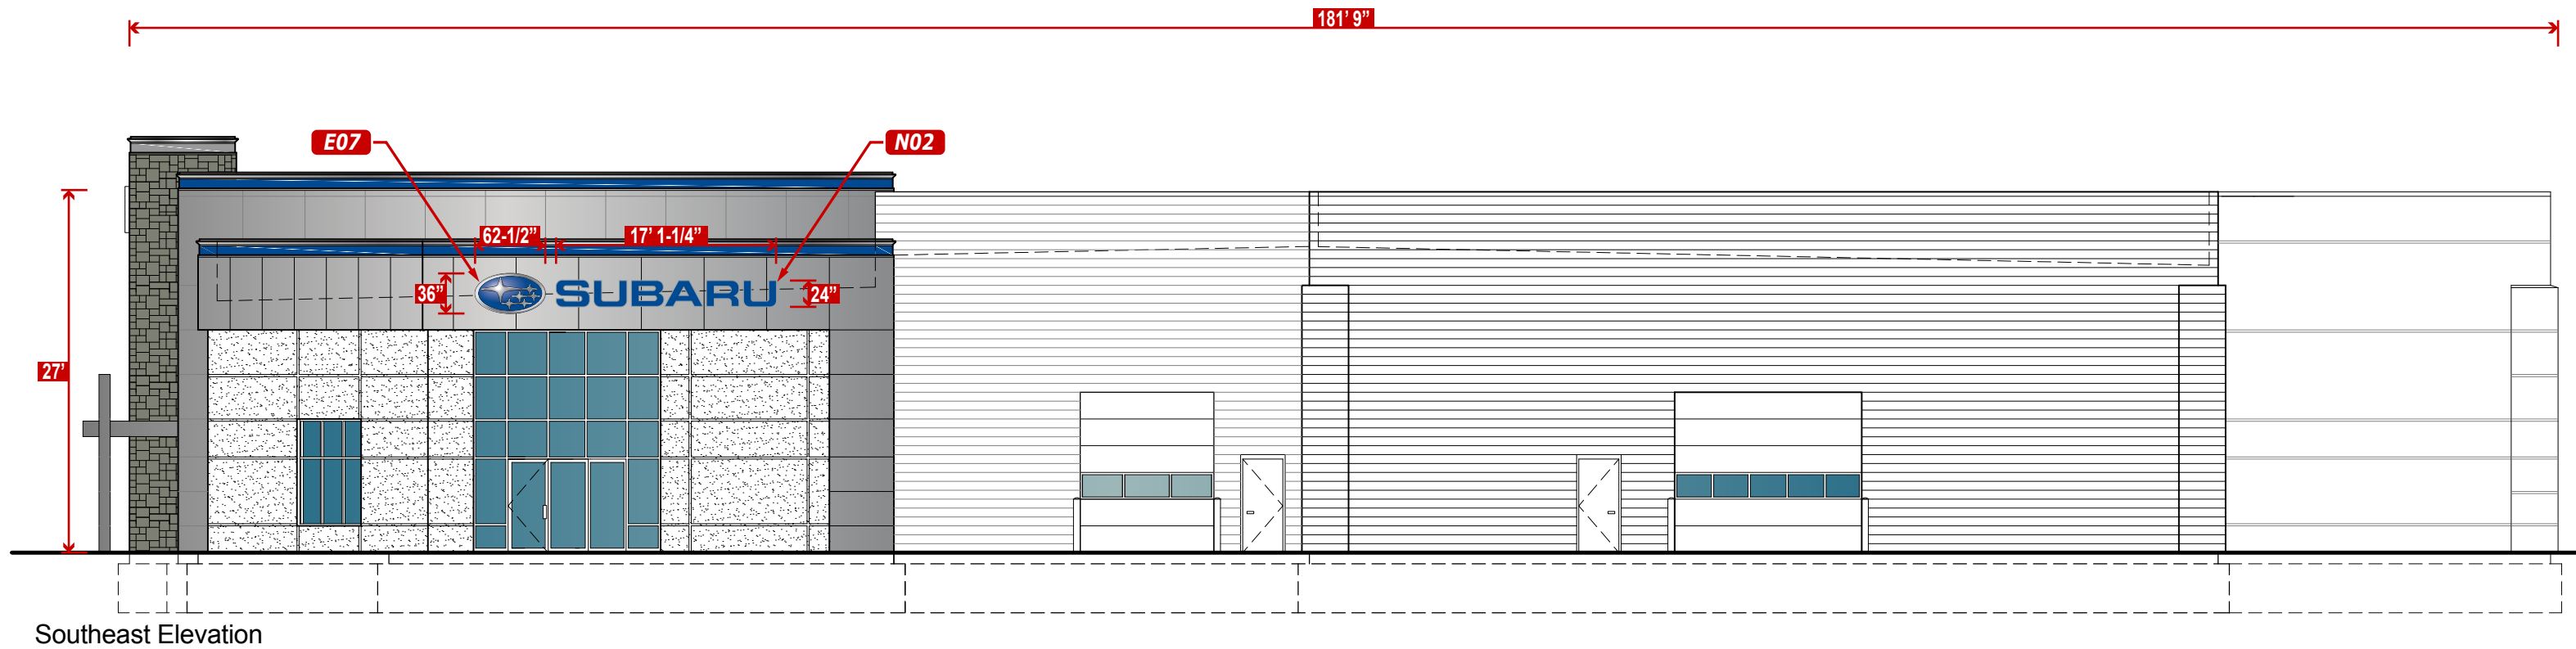 181' 9”
E07
N02
62-1/2”
17' 1-1/4”
36”
SUBARU
24”
27'
Southeast Elevation